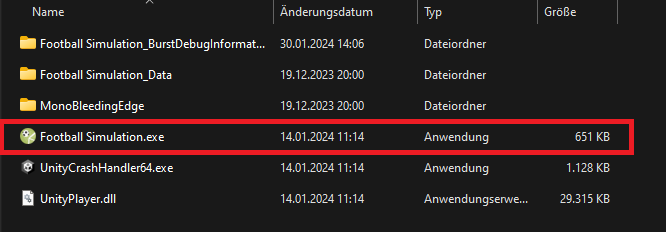 Name Änderungsdatum Typ Größe
Football Simulation_BurstDebugInformat... 30.01.2024 14:06 Dateiordner
Football Simulation_Data 19.12.2023 20:00 Dateiordner
MonoBleedingEdge 19.12.2023 20:00 Dateiordner
Football Simulation.exe 14.01.2024 11:14 Anwendung 651 KB
UnityCrashHandler64.exe 14.01.2024 11:14 Anwendung 1.128 KB
UnityPlayer.dll 14.01.2024 11:14 Anwendungserwe... 29.315 KB